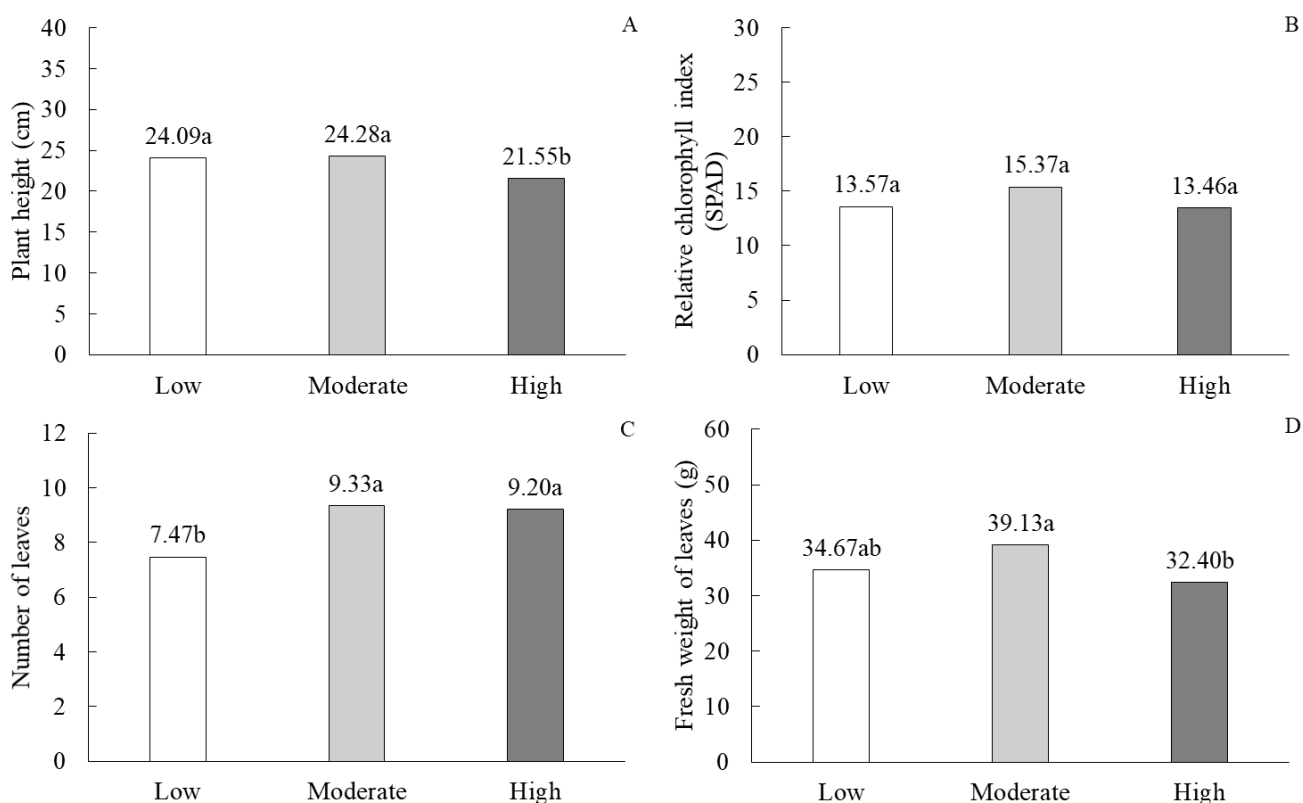 A
Plant height (cm)
40
35
30
25
20
15
10
5
0
24.09a
24.28a
21.55b
Low
Moderate
High
B
Relative chlorophyll index
(SPAD)
30
25
20
15
10
5
0
13.57a
15.37a
13.46a
Low
Moderate
High
C
Number of leaves
12
10
8
6
4
2
0
7.47b
9.33a
9.20a
Low
Moderate
High
D
Fresh weight of leaves (g)
60
50
40
30
20
10
0
34.67ab
39.13a
32.40b
Low
Moderate
High